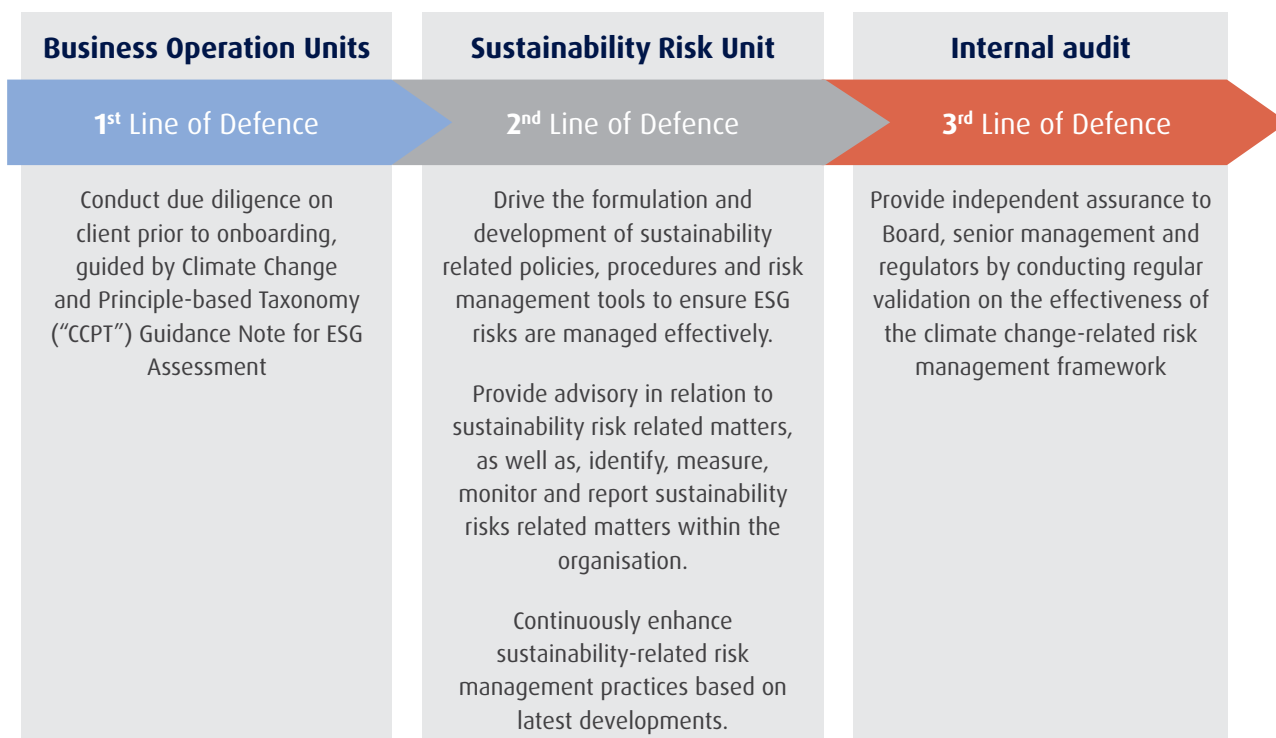 Business Operation Units
1st Line of Defence
Conduct due diligence on
client prior to onboarding,
guided by Climate Change
and Principle-based Taxonomy
(“CCPT”) Guidance Note for ESG
Assessment
Sustainability Risk Unit
2nd Line of Defence
Drive the formulation and
development of sustainability
related policies, procedures and risk
management tools to ensure ESG
risks are managed effectively.
Provide advisory in relation to
sustainability risk related matters,
as well as, identify, measure,
monitor and report sustainability
risks related matters within the
organisation.
Continuously enhance
sustainability-related risk
management practices based on
latest developments.
Internal audit
3rd Line of Defence
Provide independent assurance to
Board, senior management and
regulators by conducting regular
validation on the effectiveness of
the climate change-related risk
management framework